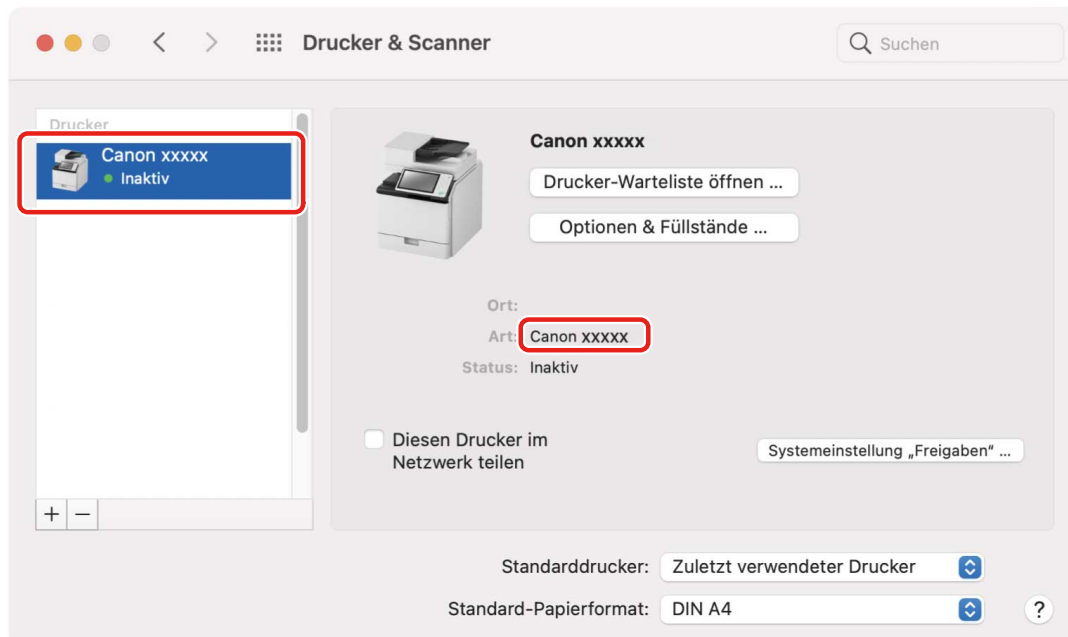 Drucker & Scanner
Suchen
Drucker
Canon xxxxx
Inaktiv
Canon xxxxx
Drucker-Warteliste öffnen ...
Optionen & Füllstände ...
Ort:
Art: Canon xxxxx
Status: Inaktiv
Diesen Drucker im
Netzwerk teilen
Systemeinstellung „Freigaben“ ...
+ −
Standarddrucker: Zuletzt verwendeter Drucker
Standard-Papierformat: DIN A4
?